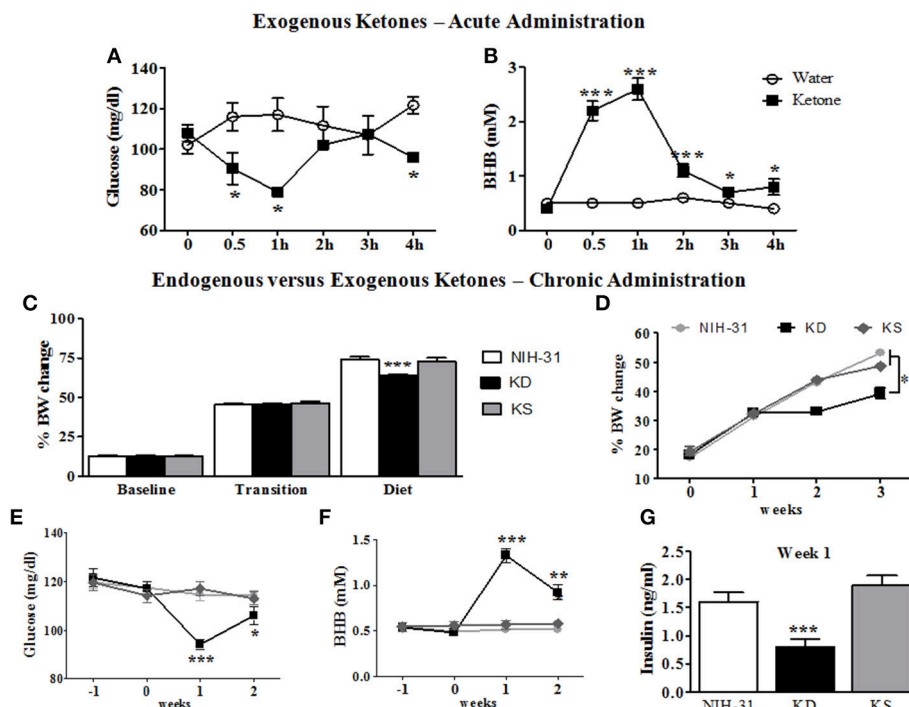 Exogenous Ketones – Acute Administration
A
B
Glucose (mg/dl)
140
120
100
80
60
0 0.5 1h 2h 3h 4h
* * *
BHB (mM)
3
2
1
0
0 0.5 1h 2h 3h 4h
*** *** *** * *
Water
Ketone
Endogenous versus Exogenous Ketones – Chronic Administration
C
D
% BW change
100
75
50
25
0
Baseline Transition Diet
***
NIH-31
KD
KS
NIH-31 KD KS
% BW change
60
50
40
30
20
10
0 1 2 3
weeks
*
E
F
G
Glucose (mg/dl)
140
120
100
80
-1 0 1 2
weeks
*** *
BHB (mM)
1.5
1.0
0.5
0.0
-1 0 1 2
weeks
*** **
Week 1
Insulin (ng/ml)
2.5
2.0
1.5
1.0
0.5
0.0
***
NIH-31 KD KS